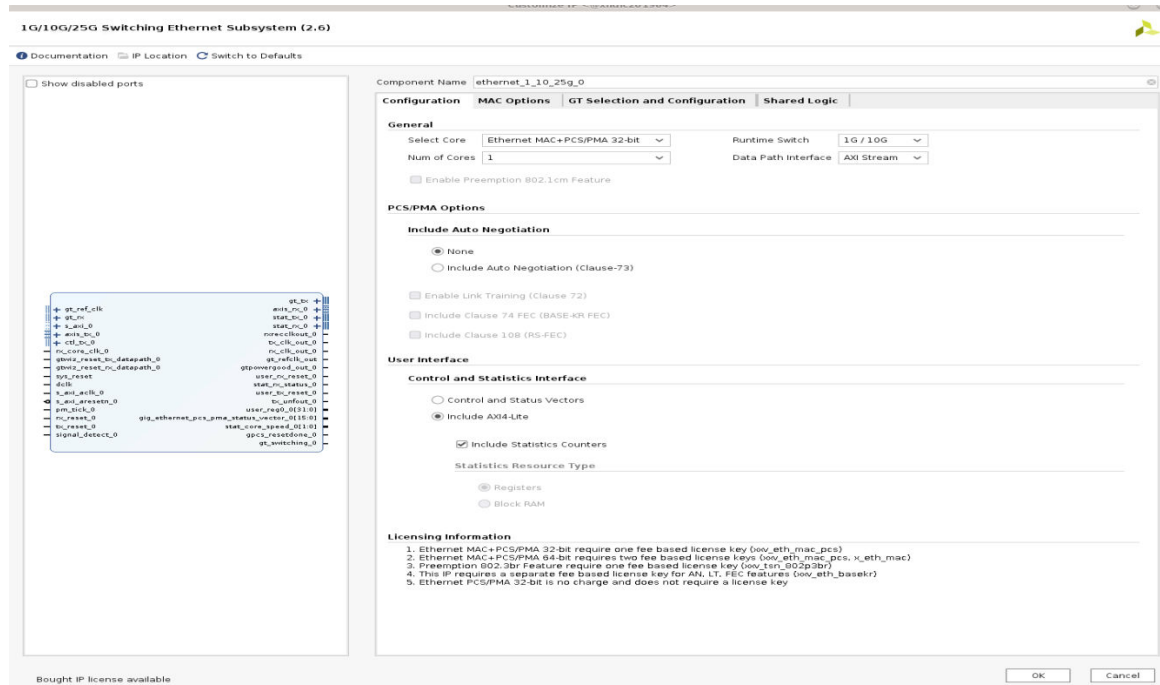 1G/10G/25G Switching Ethernet Subsystem (2.6)
Documentation IP Location Switch to Defaults
Show disabled ports
gt_ref_clk
gt_rx
s_axi_0
axis_tx_0
ctl_tx_0
rx_core_clk_0
gtwiz_reset_tx_datapath_0
gtwiz_reset_rx_datapath_0
sys_reset
dclk
s_axi_aclk_0
s_axi_aresetn_0
pm_tick_0
rx_reset_0
tx_reset_0
signal_detect_0
gt_tx
axis_rx_0
stat_tx_0
stat_rx_0
rxrecclkout_0
tx_clk_out_0
rx_clk_out_0
gt_refclk_out
gtpowergood_out_0
user_rx_reset_0
stat_rx_status_0
user_tx_reset_0
tx_unfout_0
user_reg0_0[31:0]
gig_ethernet_pcs_pma_status_vector_0[15:0]
stat_core_speed_0[1:0]
gpcs_resetdone_0
gt_switching_0
Component Name ethernet_1_10_25g_0
Configuration MAC Options GT Selection and Configuration Shared Logic
General
Select Core Ethernet MAC+PCS/PMA 32-bit Runtime Switch 1G / 10G
Num of Cores 1 Data Path Interface AXI Stream
Enable Preemption 802.1cm Feature
PCS/PMA Options
Include Auto Negotiation
None
Include Auto Negotiation (Clause-73)
Enable Link Training (Clause 72)
Include Clause 74 FEC (BASE-KR FEC)
Include Clause 108 (RS-FEC)
User Interface
Control and Statistics Interface
Control and Status Vectors
Include AXI4-Lite
Include Statistics Counters
Statistics Resource Type
Registers
Block RAM
Licensing Information
1. Ethernet MAC+PCS/PMA 32-bit require one fee based license key (xxv_eth_mac_pcs)
2. Ethernet MAC+PCS/PMA 64-bit requires two fee based license keys (xxv_eth_mac_pcs, x_eth_mac)
3. Preemption 802.3br Feature require one fee based license key (xxv_tsn_802p3br)
4. This IP requires a separate fee based license key for AN, LT, FEC features (xxv_eth_basekr)
5. Ethernet PCS/PMA 32-bit is no charge and does not require a license key
Bought IP license available
OK Cancel